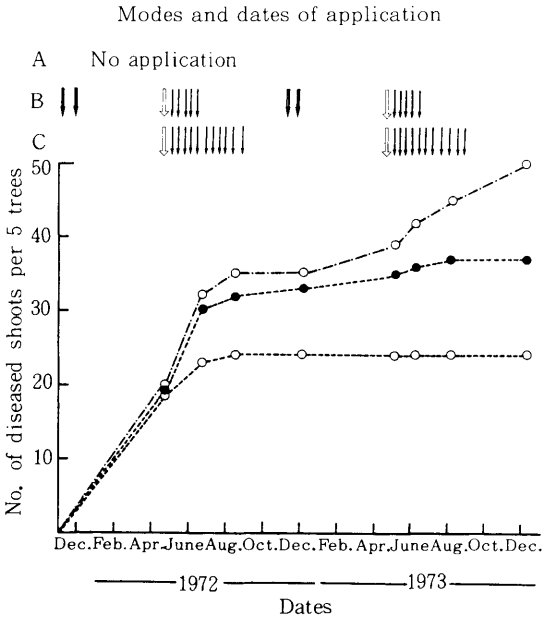 Modes and dates of application
A No application
B
C
50
40
30
20
10
No. of diseased shoots per 5 trees
Dec. Feb. Apr. June Aug. Oct. Dec. Feb. Apr. June Aug. Oct. Dec.
1972 1973
Dates